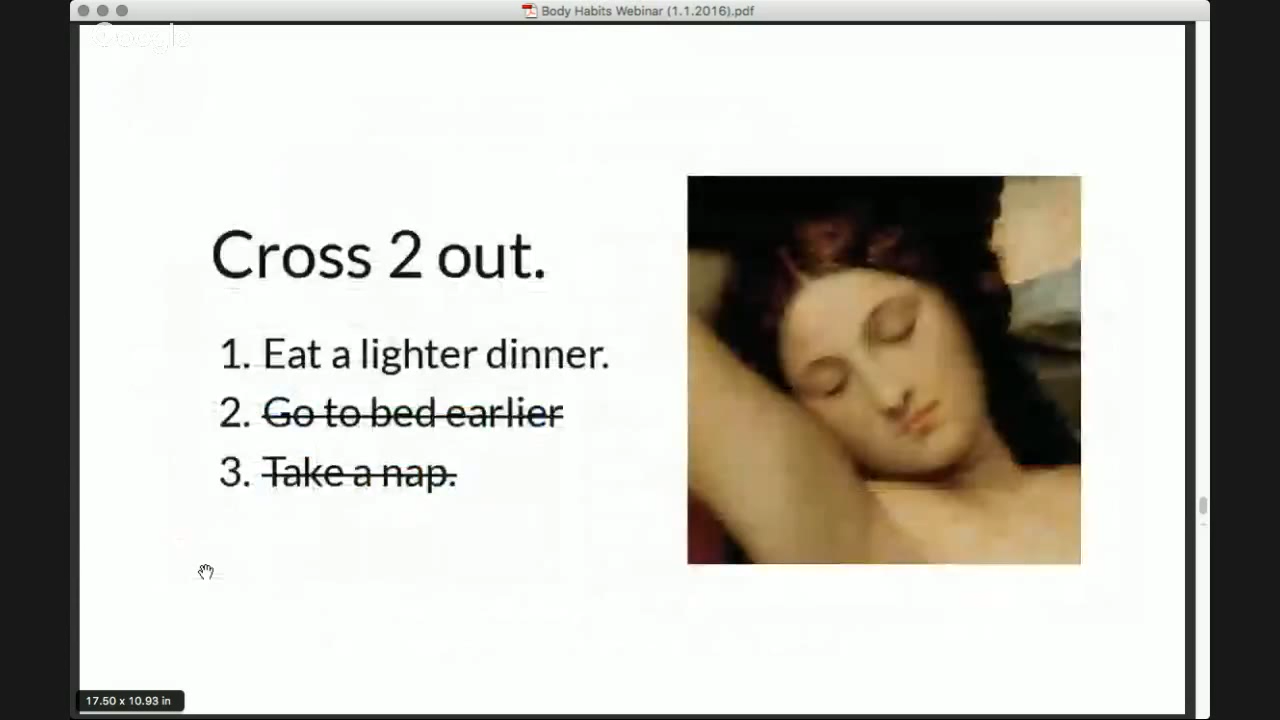 Body Habits Webinar (1.1.2016).pdf
Google
Cross 2 out.
1. Eat a lighter dinner.
2. Go to bed earlier
3. Take a nap.
17.50 x 10.93 in